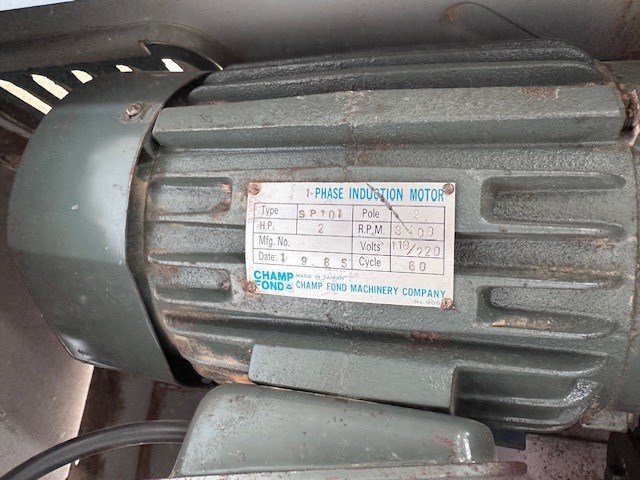 1-PHASE INDUCTION MOTOR
Type SP101 Pole 2
H.P. 2 R.P.M.
Mfg. No. Volts 110/220
Date: 1985 Cycle 60
CHAMP FOND MADE IN TAIWAN
CHAMP FOND MACHINERY COMPANY